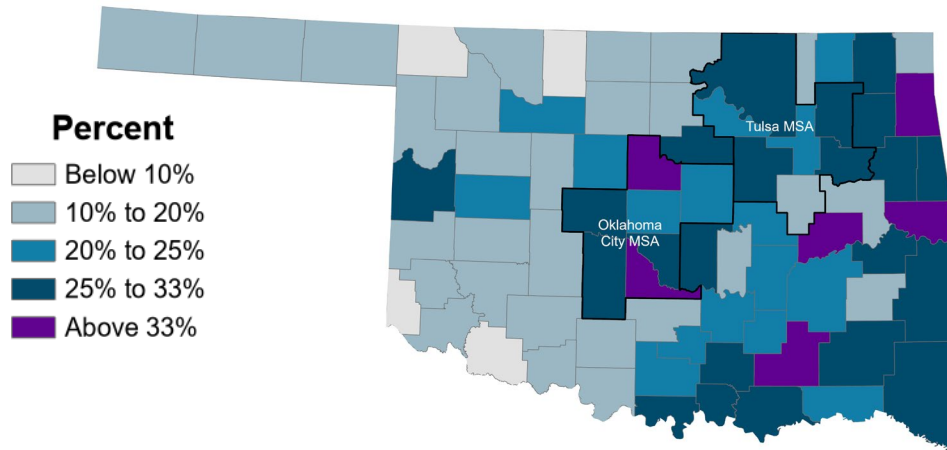 Percent
Below 10%
10% to 20%
20% to 25%
25% to 33%
Above 33%
Tulsa MSA
Oklahoma
City MSA